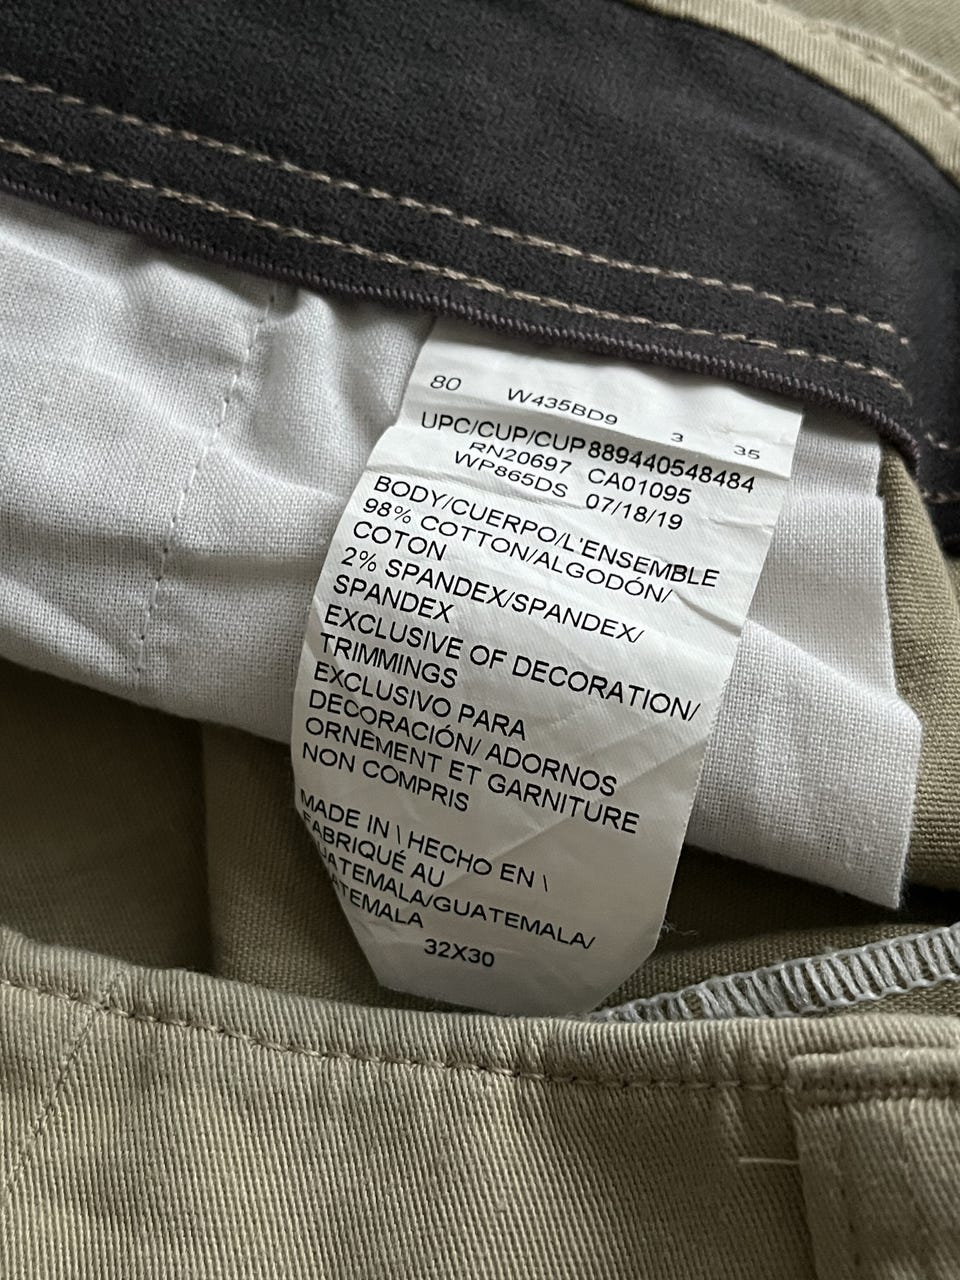 80 W435BD9 3 35
UPC/CUP/CUP 889440548484
RN20697 CA01095
WP865DS 07/18/19
BODY/CUERPO/L'ENSEMBLE
98% COTTON/ALGODÓN/
COTON
2% SPANDEX/SPANDEX/
SPANDEX
EXCLUSIVE OF DECORATION/
TRIMMINGS
EXCLUSIVO PARA
DECORACIÓN/ ADORNOS
ORNEMENT ET GARNITURE
NON COMPRIS
MADE IN \ HECHO EN \
FABRIQUÉ AU
GUATEMALA/GUATEMALA/
GUATEMALA
32X30